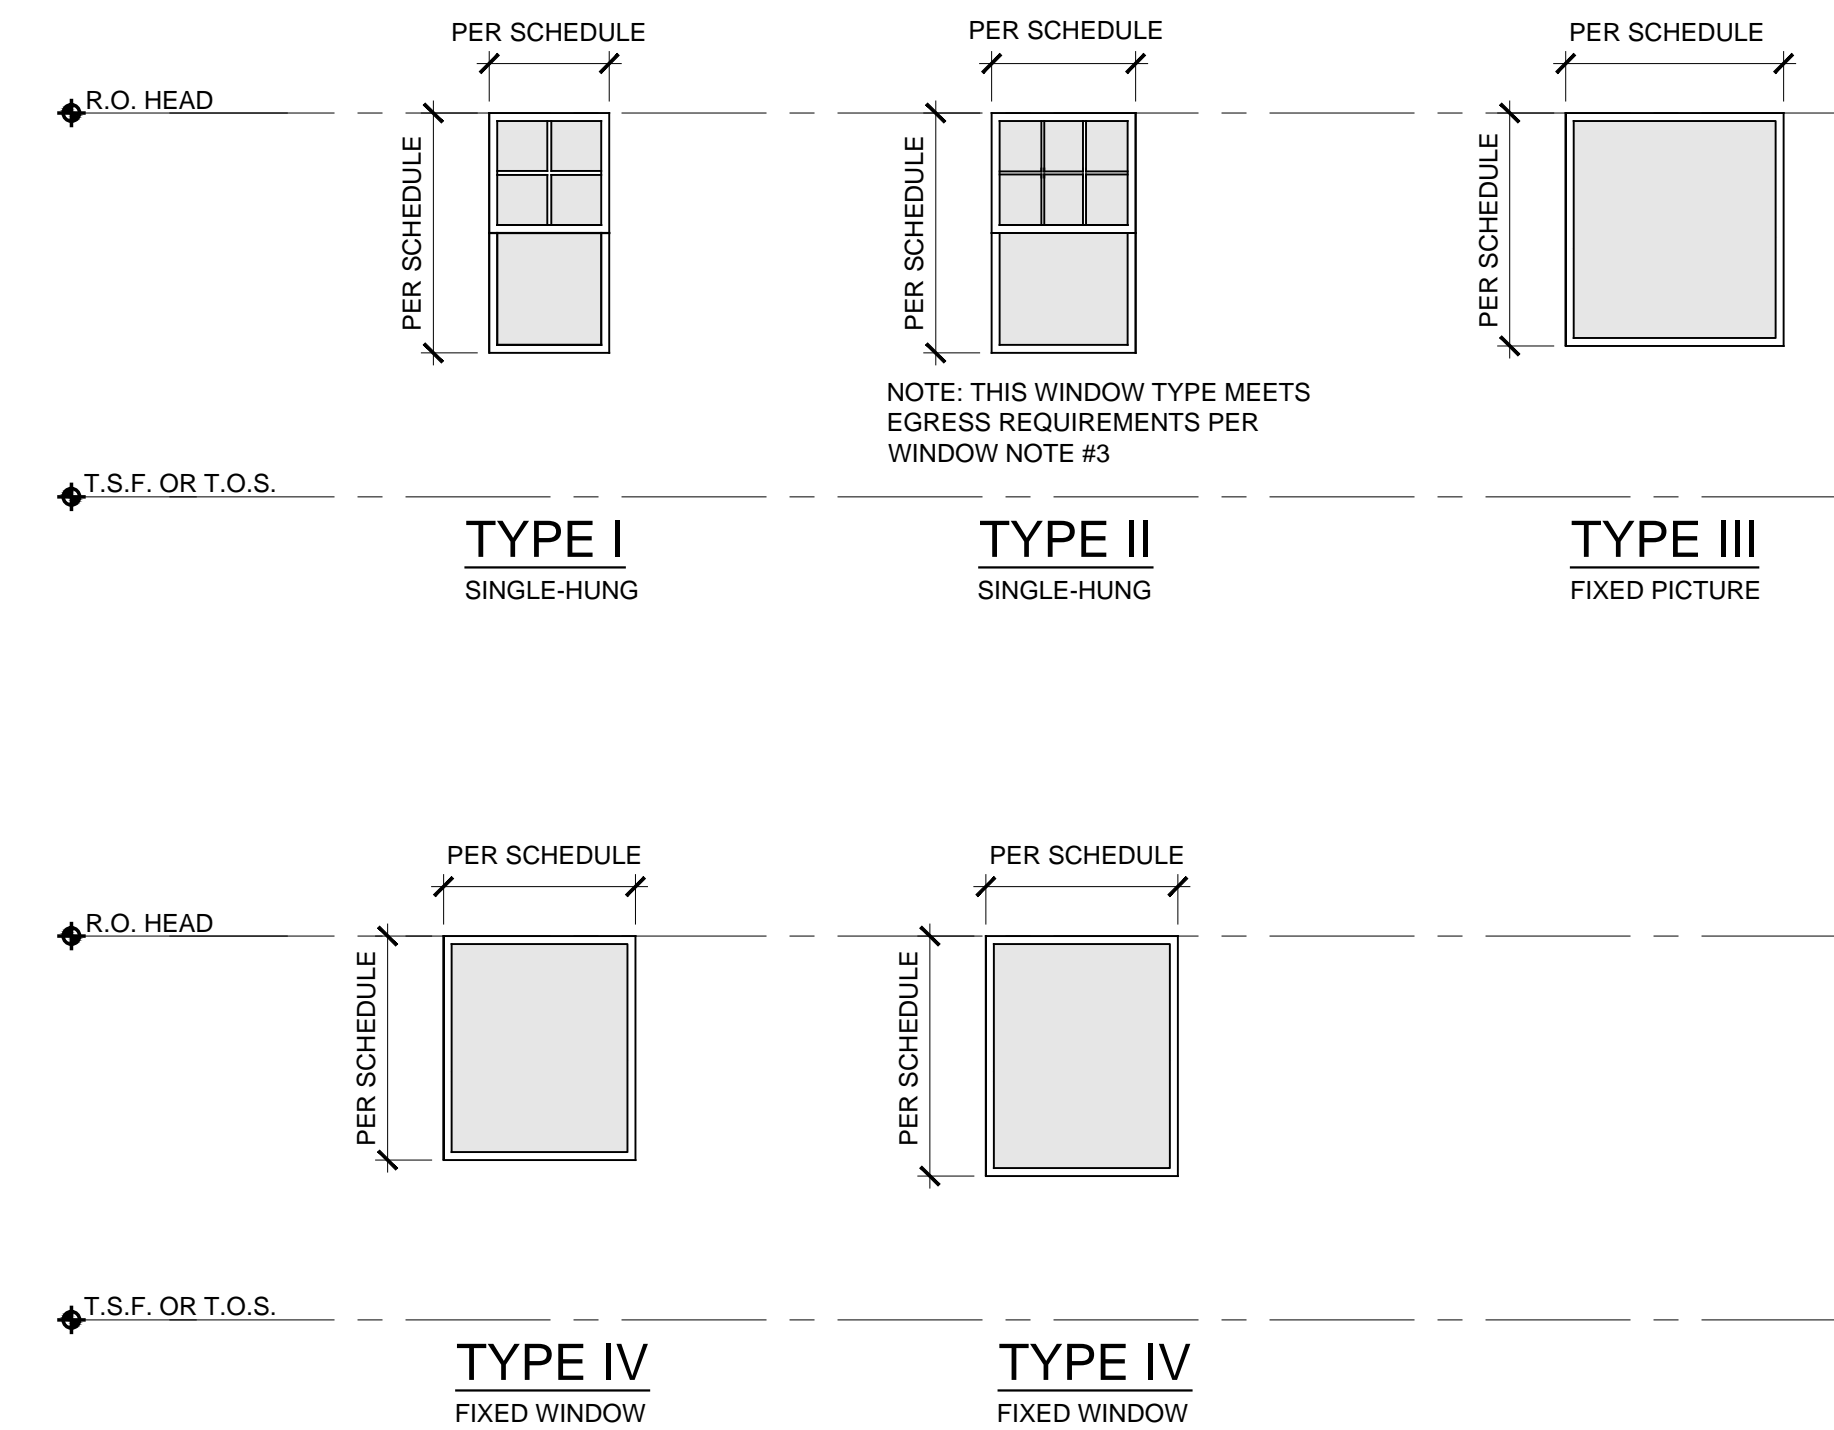 PER SCHEDULE
PER SCHEDULE
PER SCHEDULE
R.O. HEAD
PER SCHEDULE
PER SCHEDULE
PER SCHEDULE
NOTE: THIS WINDOW TYPE MEETS
EGRESS REQUIREMENTS PER
WINDOW NOTE #3
T.S.F. OR T.O.S.
TYPE I
SINGLE-HUNG
TYPE II
SINGLE-HUNG
TYPE III
FIXED PICTURE
PER SCHEDULE
PER SCHEDULE
R.O. HEAD
PER SCHEDULE
PER SCHEDULE
T.S.F. OR T.O.S.
TYPE IV
FIXED WINDOW
TYPE IV
FIXED WINDOW